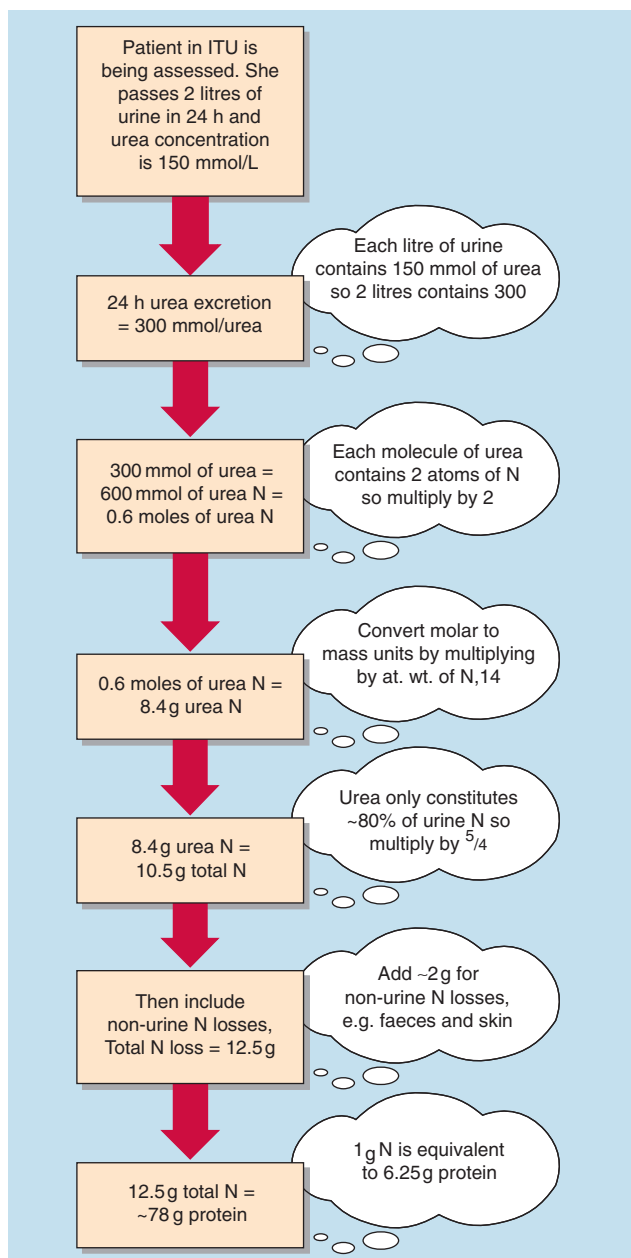 Patient in ITU is
being assessed. She
passes 2 litres of
urine in 24 h and
urea concentration
is 150 mmol/L
Each litre of urine
contains 150 mmol of urea
so 2 litres contains 300
24 h urea excretion
= 300 mmol/urea
Each molecule of urea
contains 2 atoms of N
so multiply by 2
300 mmol of urea =
600 mmol of urea N =
0.6 moles of urea N
Convert molar to
mass units by multiplying
by at. wt. of N,14
0.6 moles of urea N =
8.4 g urea N
Urea only constitutes
~80% of urine N so
multiply by 5/4
8.4 g urea N =
10.5 g total N
Add ~2 g for
non-urine N losses,
e.g. faeces and skin
Then include
non-urine N losses,
Total N loss = 12.5 g
1g N is equivalent
to 6.25 g protein
12.5 g total N =
~78 g protein